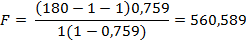 F = (180 − 1 − 1)0,759 / 1(1 − 0,759) = 560,589